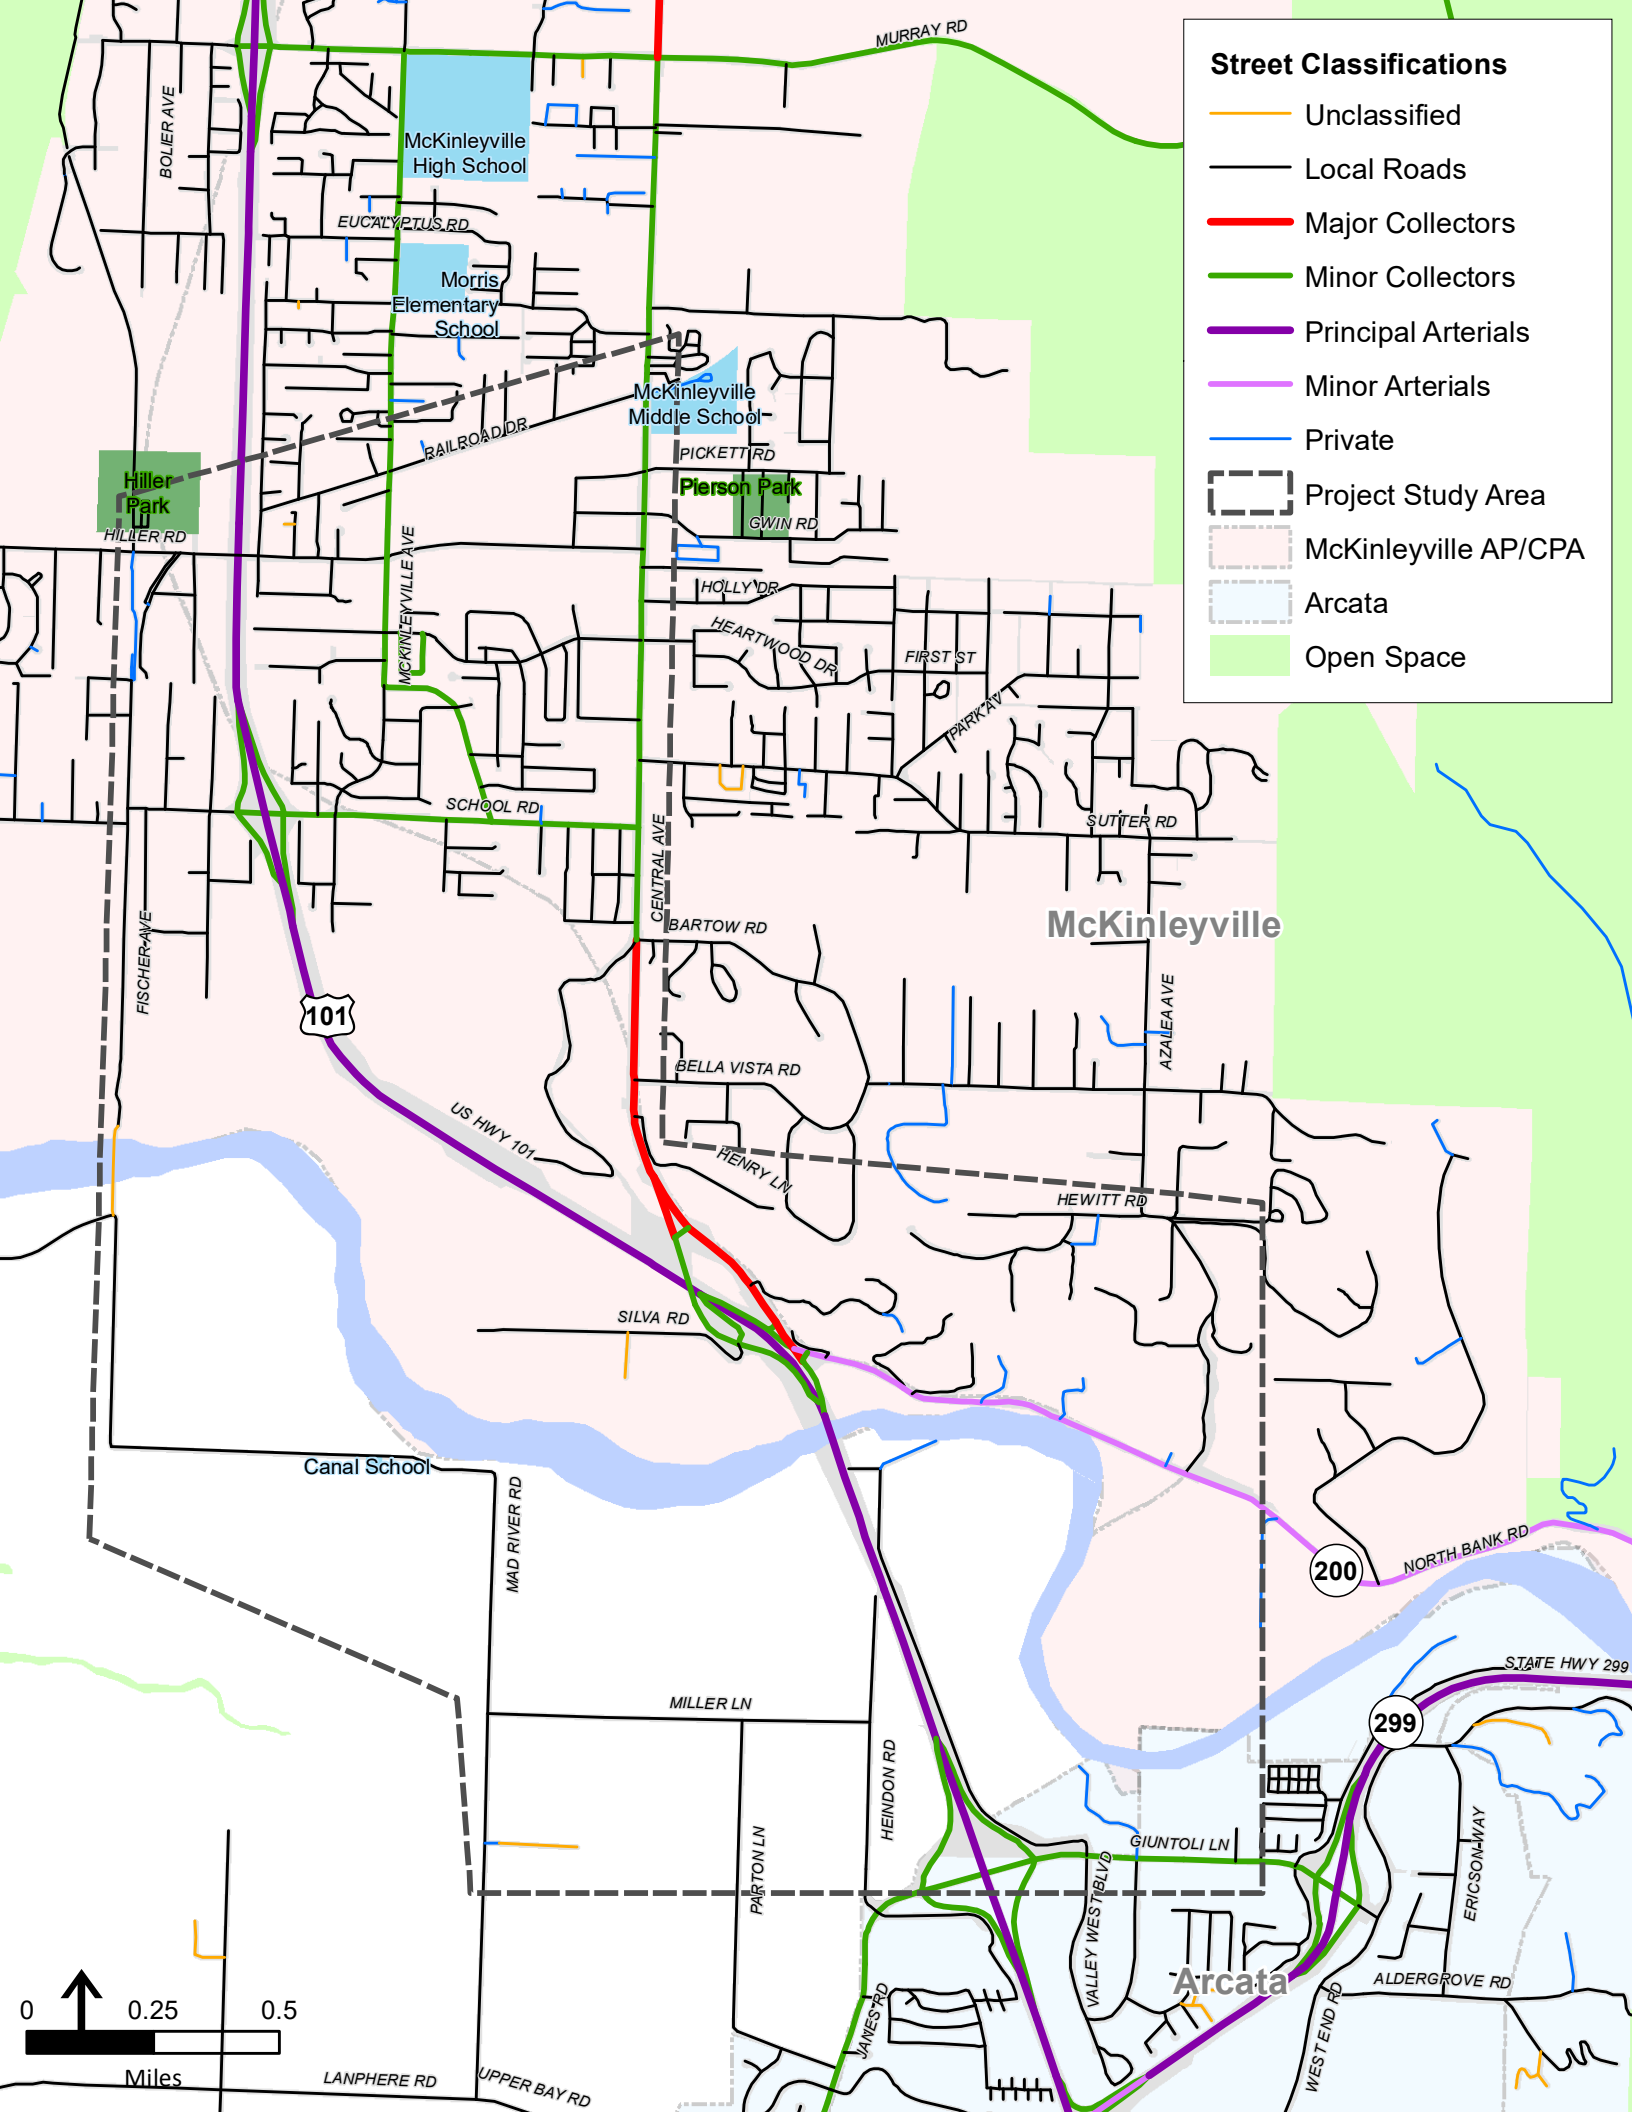 MURRAY RD
Street Classifications
Unclassified
Local Roads
Major Collectors
Minor Collectors
Principal Arterials
Minor Arterials
Private
Project Study Area
McKinleyville AP/CPA
Arcata
Open Space
BOLIER AVE
McKinleyville
High School
EUCALYPTUS RD
Morris
Elementary
School
McKinleyville
Middle School
RAILROAD DR
PICKETT RD
Hiller
Park
Pierson Park
GWIN RD
HILLER RD
MCKINLEYVILLE AVE
HOLLY DR
HEARTWOOD DR
FIRST ST
PARK AV
SCHOOL RD
SUTTER RD
CENTRAL AVE
BARTOW RD
McKinleyville
FISCHER AVE
101
AZALEA AVE
BELLA VISTA RD
US HWY 101
HENRY LN
HEWITT RD
SILVA RD
Canal School
MAD RIVER RD
200
NORTH BANK RD
STATE HWY 299
299
MILLER LN
HEINDON RD
PARTON LN
GIUNTOLI LN
VALLEY WEST BLVD
ERICSON WAY
Arcata
ALDERGROVE RD
JANES RD
WEST END RD
0 0.25 0.5
Miles
LANPHERE RD
UPPER BAY RD